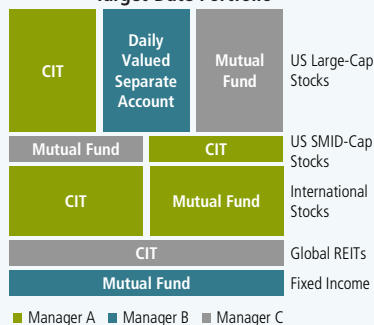 Target Date Portfolio
CIT
Daily
Valued
Separate
Account
Mutual
Fund
US Large-Cap
Stocks
Mutual Fund
CIT
US SMID-Cap
Stocks
CIT
Mutual Fund
International
Stocks
CIT
Global REITs
Mutual Fund
Fixed Income
Manager A
Manager B
Manager C